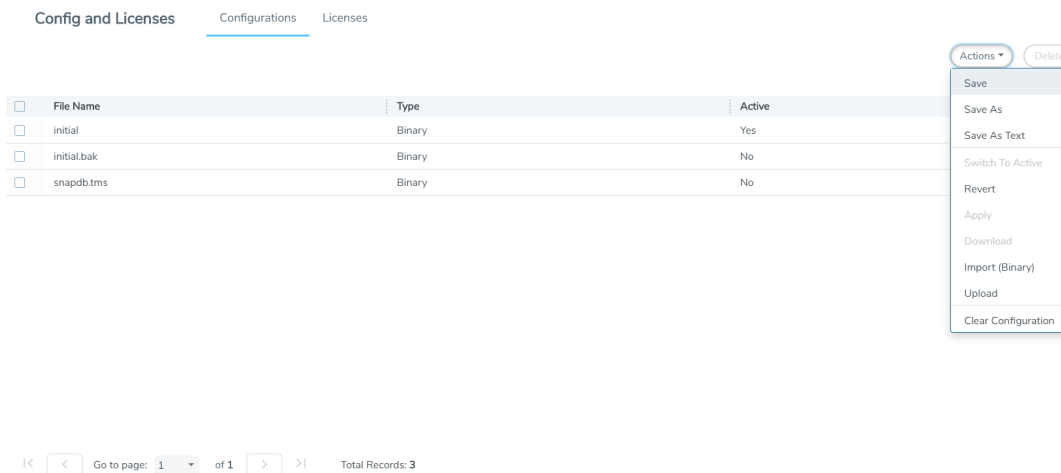 Config and Licenses Configurations Licenses
Actions Delete
File Name Type Active
initial Binary Yes
initial.bak Binary No
snapdb.tms Binary No
Save
Save As
Save As Text
Switch To Active
Revert
Apply
Download
Import (Binary)
Upload
Clear Configuration
Go to page: 1 of 1 Total Records: 3